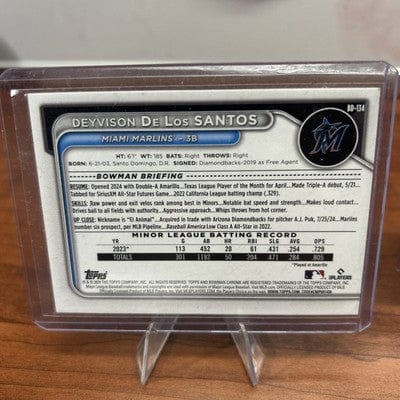 BD-134
DEYVISON DE LOS SANTOS
MIAMI MARLINS – 3B
M
HT: 6'1" WT: 185 BATS: Right THROWS: Right
BORN: 6-21-03, Santo Domingo, D.R. SIGNED: Diamondbacks-2019 as Free Agent
BOWMAN BRIEFING
RESUME: Opened 2024 with Double-A Amarillo...Texas League Player of the Month for April...Made Triple-A debut, 5/21...
Tabbed for SiriusXM All-Star Futures Game...2022 California League batting champ (.329).
SKILLS: Raw power and exit velos rank among best in Minors...Notable bat speed and strength...Makes loud contact...
Drives ball to all fields with authority...Aggressive approach...Whips throws from hot corner.
UP CLOSE: Nickname is "El Animal"...Acquired in trade with Arizona Diamondbacks for pitcher A.J. Puk, 7/25/24...Marlins
number six prospect, per MLB Pipeline...Baseball America Low Class A All-Star in 2022.
MINOR LEAGUE BATTING RECORD
YR G AB HR RBI SLG AVG OPS
2023* 113 452 20 61 .431 .254 .729
TOTALS 301 1192 50 204 .471 .284 .805
*Played at Amarillo
TOPPS
MLB PLAYERS